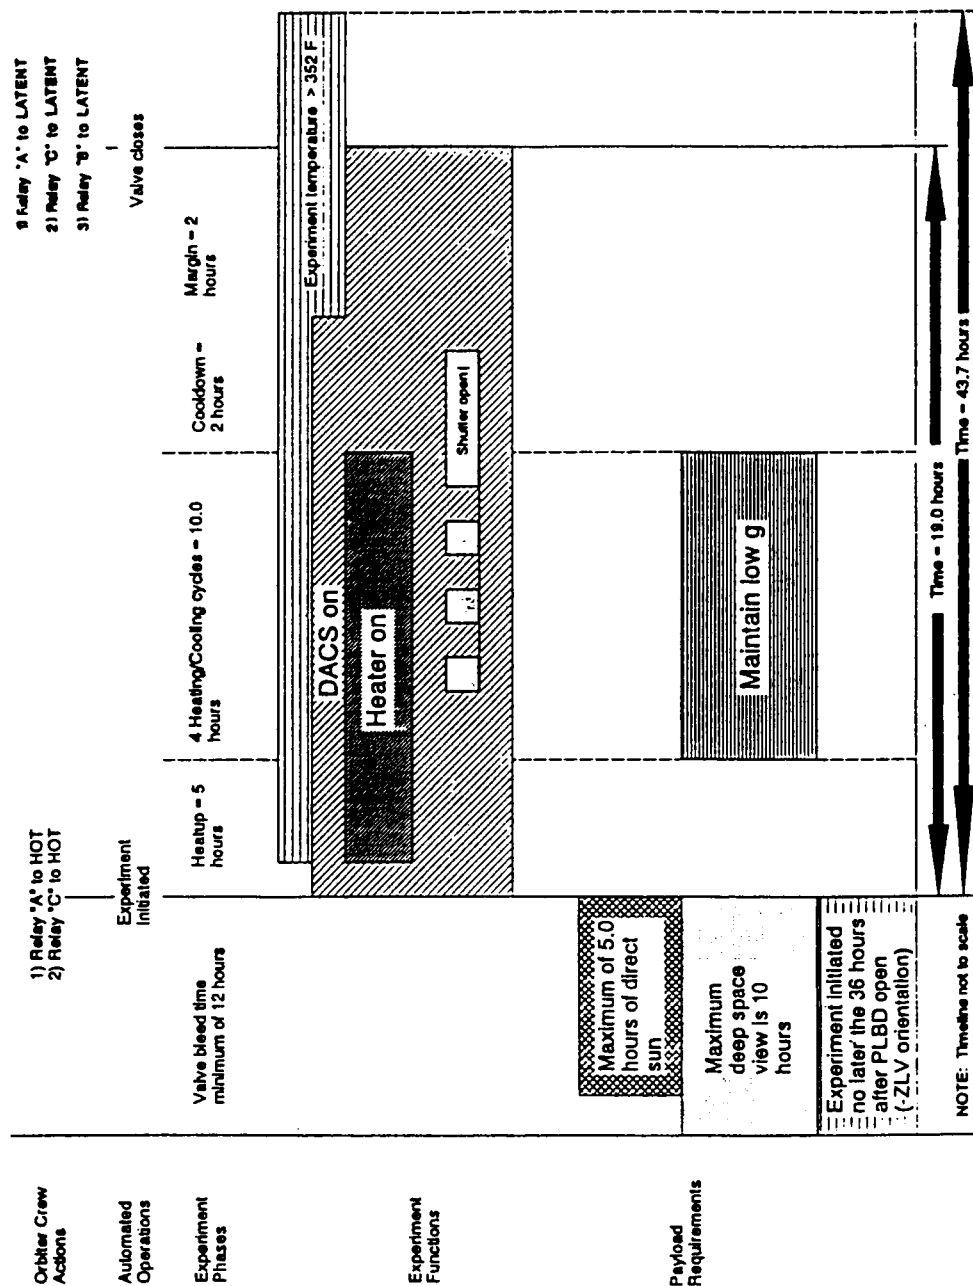 Orbiter Crew
Actions
1) Relay "A" to HOT
2) Relay "C" to HOT
1) Relay "A" to LATENT
2) Relay "C" to LATENT
3) Relay "B" to LATENT
Automated
Operations
Experiment
Initiated
Valve closes
Experiment
Phases
Valve bleed time
minimum of 12 hours
Heatup = 5
hours
4 Heating/Cooling cycles = 10.0
hours
Cooldown =
2 hours
Margin = 2
hours
Experiment
Functions
Experiment temperature > 352 F
DACS on
Heater on
Shutter open
Payload
Requirements
Maximum of 5.0
hours of direct
sun
Maximum
deep space
view is 10
hours
Maintain low g
Experiment initiated
no later the 36 hours
after PLBD open
(-ZLV orientation)
Time = 19.0 hours
Time = 43.7 hours
NOTE: Timeline not to scale